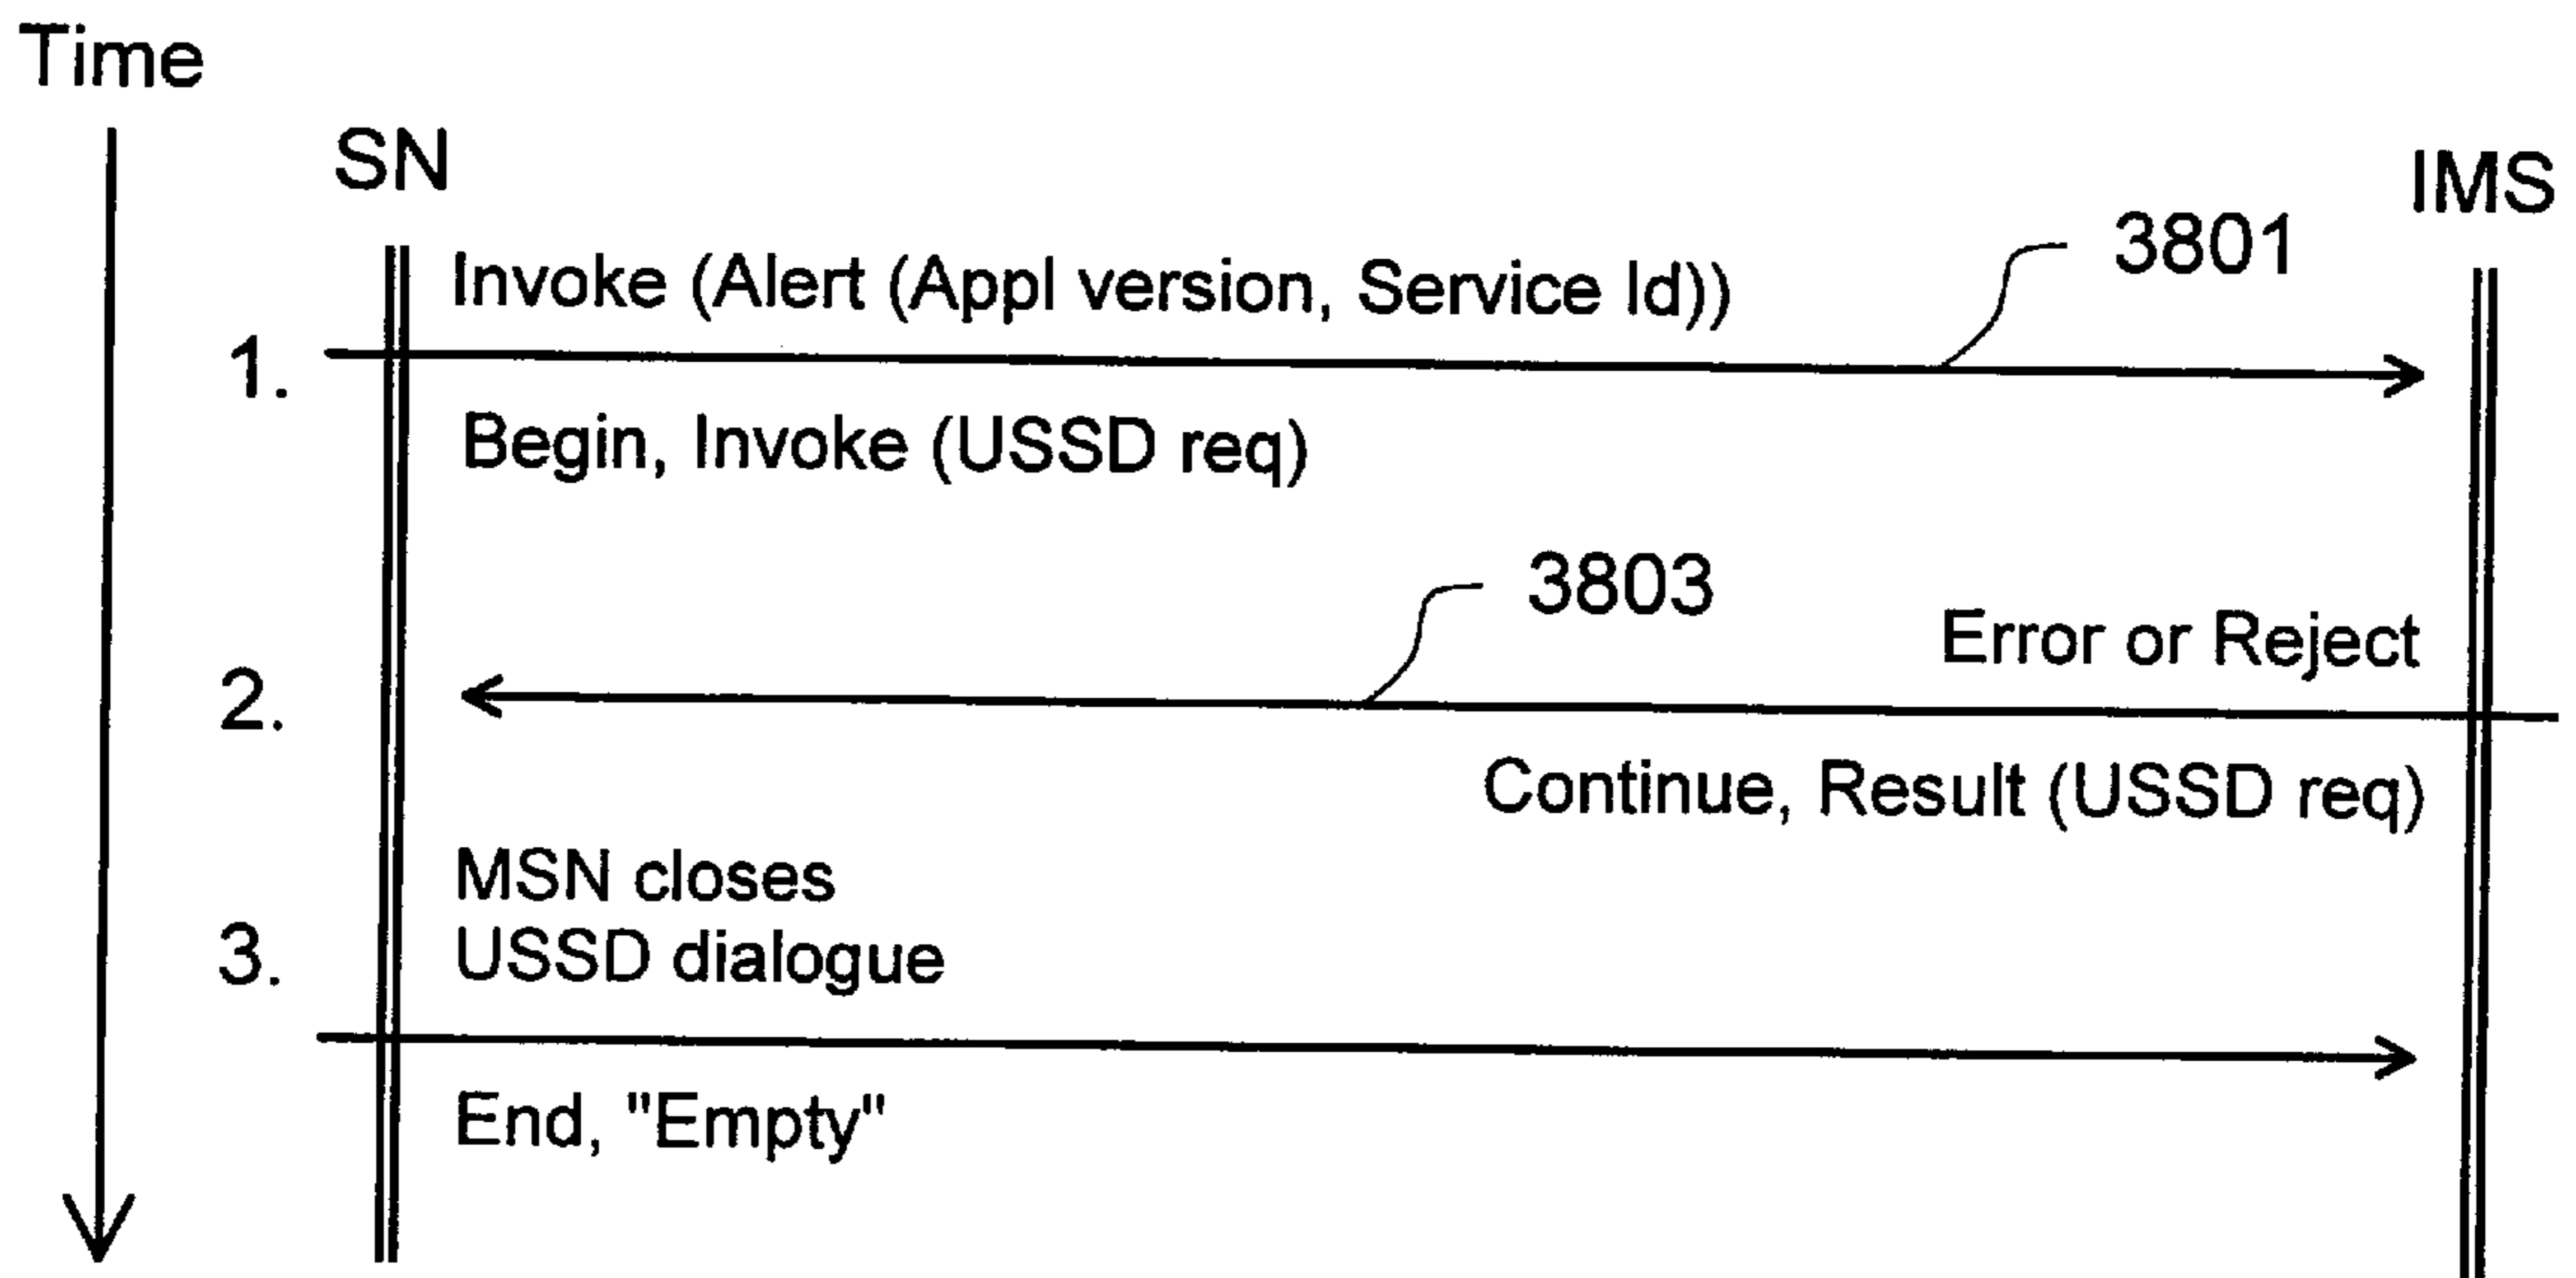 Time
SN
IMS
3801
Invoke (Alert (Appl version, Service Id))
1.
Begin, Invoke (USSD req)
3803
Error or Reject
2.
Continue, Result (USSD req)
MSN closes
USSD dialogue
3.
End, "Empty"